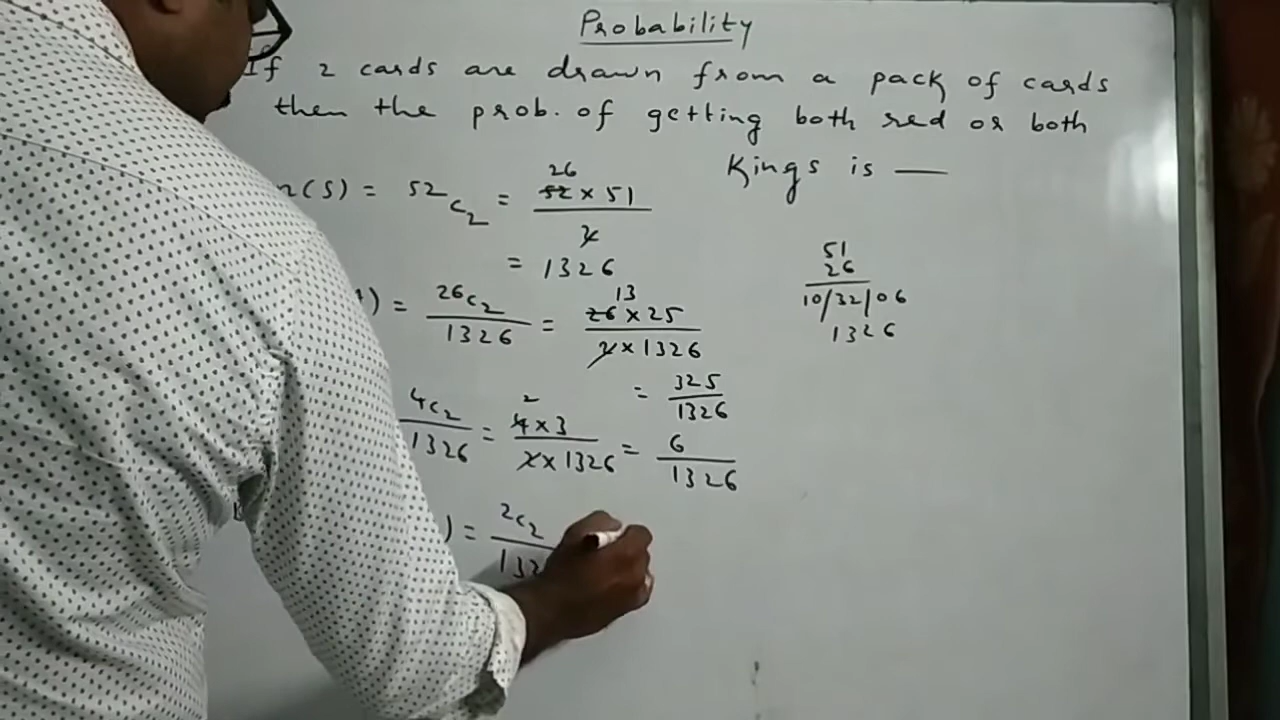 Probability
If 2 cards are drawn from a pack of cards
then the prob. of getting both red or both
Kings is —
n(S) = 52C2 = 52 × 51 / 2
26
= 1326
51
26
10/32/06
1326
) = 26C2 / 1326 = 26 × 25 / 2 × 1326
13
= 325 / 1326
4C2 / 1326 = 4 × 3 / 2 × 1326 = 6 / 1326
2
) = 2C2 / 132